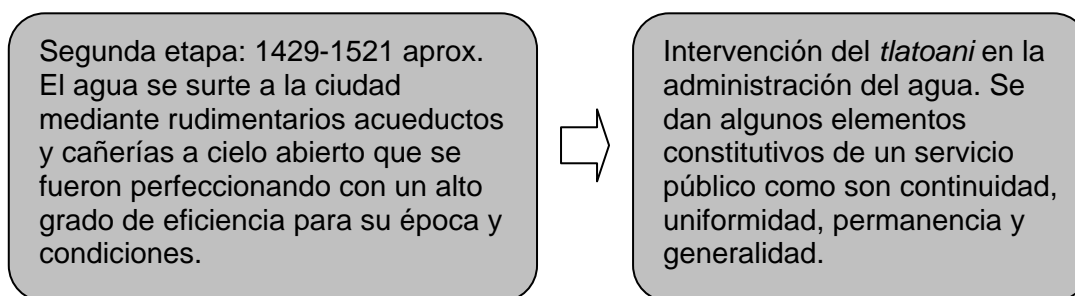 Segunda etapa: 1429-1521 aprox.
El agua se surte a la ciudad
mediante rudimentarios acueductos
y cañerías a cielo abierto que se
fueron perfeccionando con un alto
grado de eficiencia para su época y
condiciones.
Intervención del tlatoani en la
administración del agua. Se
dan algunos elementos
constitutivos de un servicio
público como son continuidad,
uniformidad, permanencia y
generalidad.